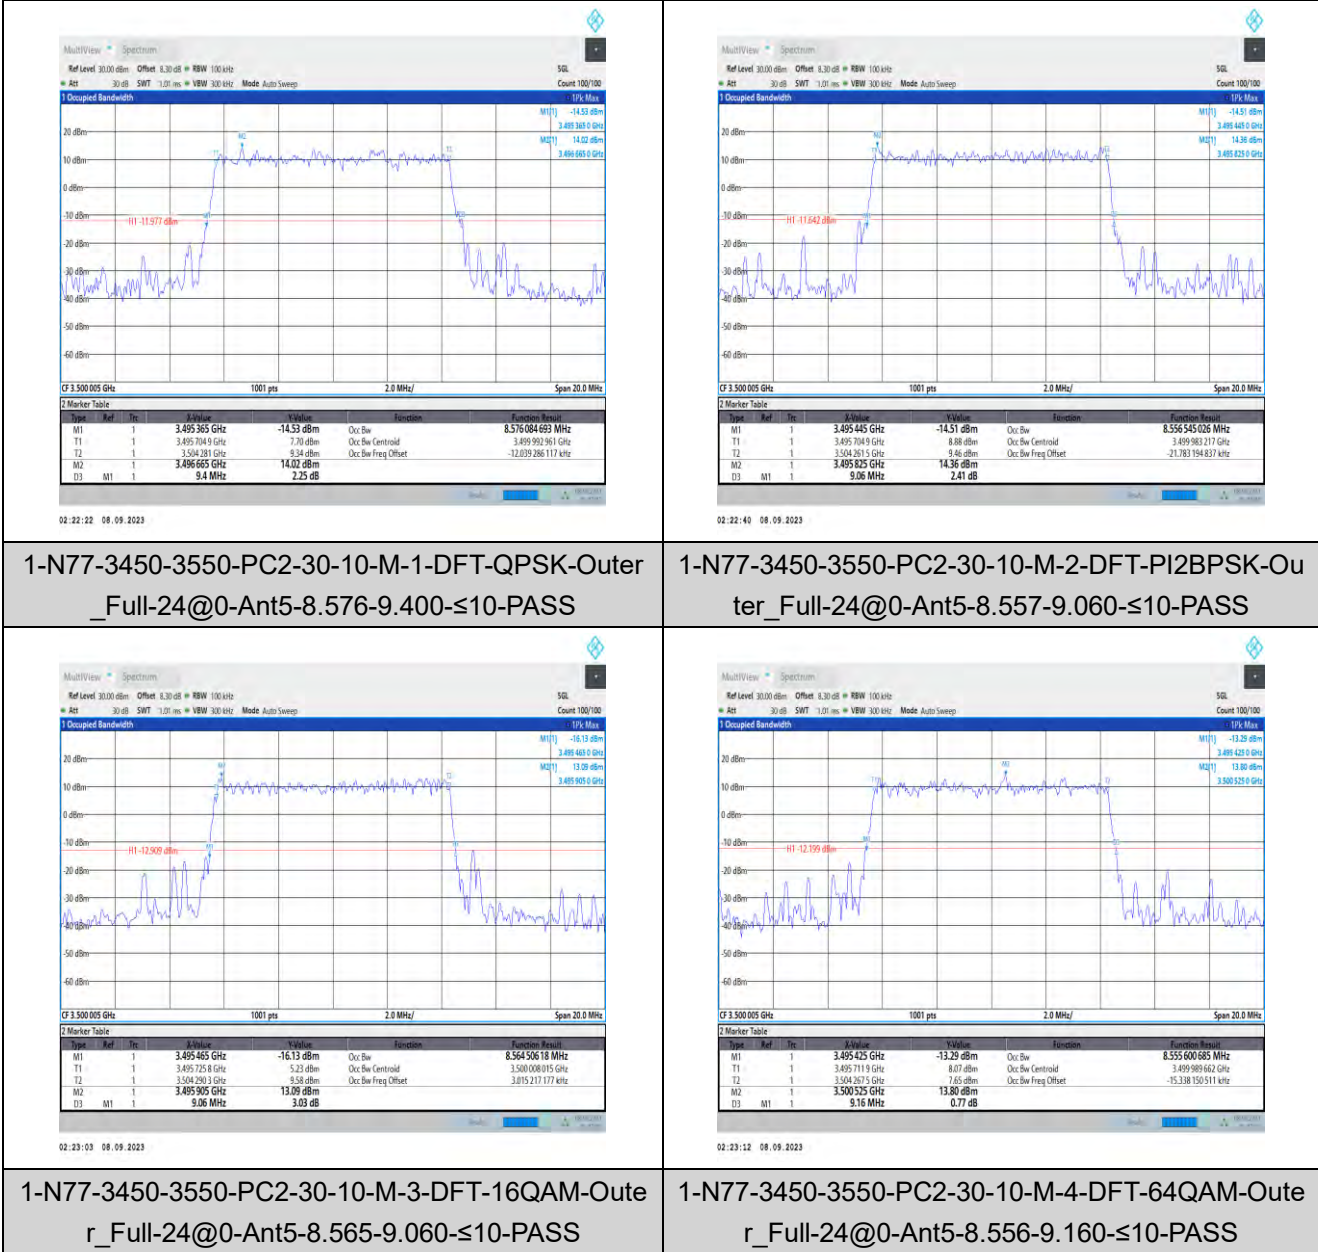 MultiView Spectrum
Ref Level 30.00 dBm Offset 8.30 dB RBW 100 kHz SGL
Att 30 dB SWT 1.01 ms VBW 300 kHz Mode Auto Sweep Count 100/100
1 Occupied Bandwidth 1Pk Max
M1[1] -14.53 dBm
3.495 365 0 GHz
M2[1] 14.02 dBm
3.496 665 0 GHz
20 dBm
10 dBm
0 dBm
-10 dBm
H1 -11.977 dBm
-20 dBm
-30 dBm
-40 dBm
-50 dBm
-60 dBm
CF 3.500 005 GHz 1001 pts 2.0 MHz/ Span 20.0 MHz
2 Marker Table
Type Ref Trc X-Value Y-Value Function Function Result
M1 1 3.495 365 GHz -14.53 dBm Occ Bw 8.576 084 693 MHz
T1 1 3.495 704 9 GHz 7.70 dBm Occ Bw Centroid 3.499 992 961 GHz
T2 1 3.504 281 GHz 9.34 dBm Occ Bw Freq Offset -12.039 286 117 kHz
M2 1 3.496 665 GHz 14.02 dBm
D3 M1 1 9.4 MHz 2.25 dB
02:22:22 08.09.2023
1-N77-3450-3550-PC2-30-10-M-1-DFT-QPSK-Outer
_Full-24@0-Ant5-8.576-9.400-≤10-PASS
MultiView Spectrum
Ref Level 30.00 dBm Offset 8.30 dB RBW 100 kHz SGL
Att 30 dB SWT 1.01 ms VBW 300 kHz Mode Auto Sweep Count 100/100
1 Occupied Bandwidth 1Pk Max
M1[1] -14.51 dBm
3.495 445 0 GHz
M2[1] 14.36 dBm
3.495 825 0 GHz
20 dBm
10 dBm
0 dBm
-10 dBm
H1 -11.642 dBm
-20 dBm
-30 dBm
-40 dBm
-50 dBm
-60 dBm
CF 3.500 005 GHz 1001 pts 2.0 MHz/ Span 20.0 MHz
2 Marker Table
Type Ref Trc X-Value Y-Value Function Function Result
M1 1 3.495 445 GHz -14.51 dBm Occ Bw 8.556 545 026 MHz
T1 1 3.495 704 9 GHz 8.88 dBm Occ Bw Centroid 3.499 983 217 GHz
T2 1 3.504 261 5 GHz 9.46 dBm Occ Bw Freq Offset -21.783 194 837 kHz
M2 1 3.495 825 GHz 14.36 dBm
D3 M1 1 9.06 MHz 2.41 dB
02:22:40 08.09.2023
1-N77-3450-3550-PC2-30-10-M-2-DFT-PI2BPSK-Ou
ter_Full-24@0-Ant5-8.557-9.060-≤10-PASS
MultiView Spectrum
Ref Level 30.00 dBm Offset 8.30 dB RBW 100 kHz SGL
Att 30 dB SWT 1.01 ms VBW 300 kHz Mode Auto Sweep Count 100/100
1 Occupied Bandwidth 1Pk Max
M1[1] -16.13 dBm
3.495 465 0 GHz
M2[1] 13.09 dBm
3.495 905 0 GHz
20 dBm
10 dBm
0 dBm
-10 dBm
H1 -12.909 dBm
-20 dBm
-30 dBm
-40 dBm
-50 dBm
-60 dBm
CF 3.500 005 GHz 1001 pts 2.0 MHz/ Span 20.0 MHz
2 Marker Table
Type Ref Trc X-Value Y-Value Function Function Result
M1 1 3.495 465 GHz -16.13 dBm Occ Bw 8.564 506 18 MHz
T1 1 3.495 725 8 GHz 5.23 dBm Occ Bw Centroid 3.500 008 015 GHz
T2 1 3.504 290 3 GHz 9.58 dBm Occ Bw Freq Offset 3.015 217 177 kHz
M2 1 3.495 905 GHz 13.09 dBm
D3 M1 1 9.06 MHz 3.03 dB
02:23:03 08.09.2023
1-N77-3450-3550-PC2-30-10-M-3-DFT-16QAM-Oute
r_Full-24@0-Ant5-8.565-9.060-≤10-PASS
MultiView Spectrum
Ref Level 30.00 dBm Offset 8.30 dB RBW 100 kHz SGL
Att 30 dB SWT 1.01 ms VBW 300 kHz Mode Auto Sweep Count 100/100
1 Occupied Bandwidth 1Pk Max
M1[1] -13.29 dBm
3.495 425 0 GHz
M2[1] 13.80 dBm
3.500 525 0 GHz
20 dBm
10 dBm
0 dBm
-10 dBm
H1 -12.199 dBm
-20 dBm
-30 dBm
-40 dBm
-50 dBm
-60 dBm
CF 3.500 005 GHz 1001 pts 2.0 MHz/ Span 20.0 MHz
2 Marker Table
Type Ref Trc X-Value Y-Value Function Function Result
M1 1 3.495 425 GHz -13.29 dBm Occ Bw 8.555 600 685 MHz
T1 1 3.495 711 9 GHz 8.07 dBm Occ Bw Centroid 3.499 989 662 GHz
T2 1 3.504 267 5 GHz 7.65 dBm Occ Bw Freq Offset -15.338 150 511 kHz
M2 1 3.500 525 GHz 13.80 dBm
D3 M1 1 9.16 MHz 0.77 dB
02:23:12 08.09.2023
1-N77-3450-3550-PC2-30-10-M-4-DFT-64QAM-Oute
r_Full-24@0-Ant5-8.556-9.160-≤10-PASS